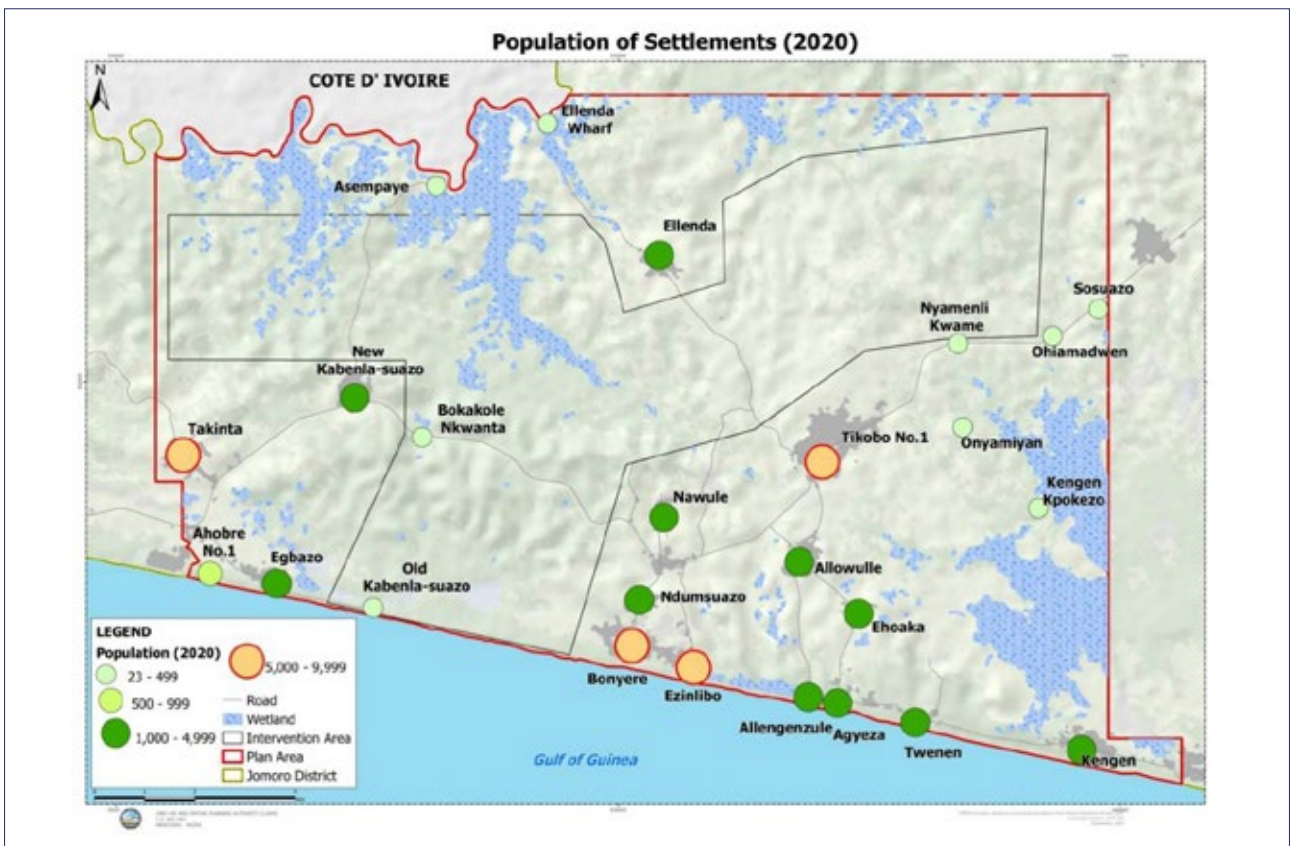 Population of Settlements (2020)
N
COTE D' IVOIRE
Ellenda
Wharf
Asempaye
Ellenda
Sosuazo
Nyamenli
Kwame
Ohiamadwen
New
Kabenla-suazo
Bokakole
Nkwanta
Takinta
Tikobo No.1
Onyamiyan
Kengen
Kpokezo
Nawule
Ahobre
No.1
Egbazo
Old
Kabenla-suazo
Allowulle
Ndumsuazo
Ehoaka
Bonyere
Ezinlibo
Allengenzule
Agyeza
Twenen
Kengen
Gulf of Guinea
LEGEND
Population (2020)
23 - 499
500 - 999
1,000 - 4,999
5,000 - 9,999
Road
Wetland
Intervention Area
Plan Area
Jomoro District